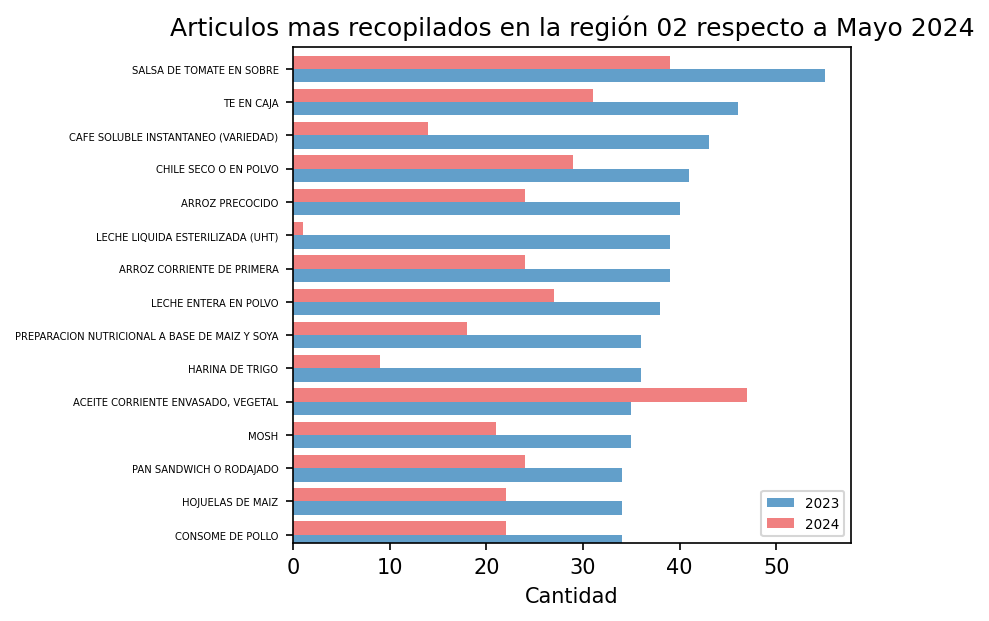 Articulos mas recopilados en la región 02 respecto a Mayo 2024
SALSA DE TOMATE EN SOBRE
TE EN CAJA
CAFE SOLUBLE INSTANTANEO (VARIEDAD)
CHILE SECO O EN POLVO
ARROZ PRECOCIDO
LECHE LIQUIDA ESTERILIZADA (UHT)
ARROZ CORRIENTE DE PRIMERA
LECHE ENTERA EN POLVO
PREPARACION NUTRICIONAL A BASE DE MAIZ Y SOYA
HARINA DE TRIGO
ACEITE CORRIENTE ENVASADO, VEGETAL
MOSH
PAN SANDWICH O RODAJADO
HOJUELAS DE MAIZ
CONSOME DE POLLO
2023
2024
0 10 20 30 40 50
Cantidad